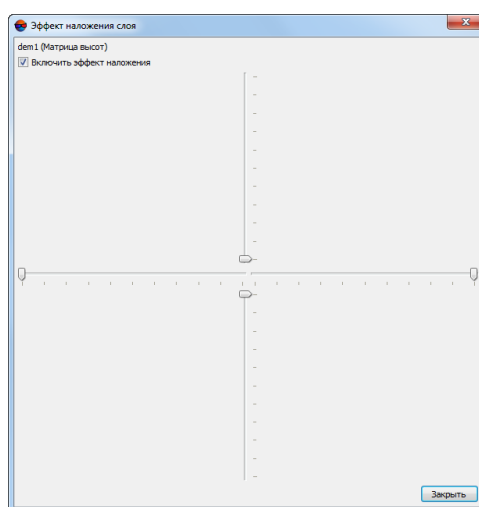 Эффект наложения слоя
dem1 (Матрица высот)
Включить эффект наложения
Закрыть